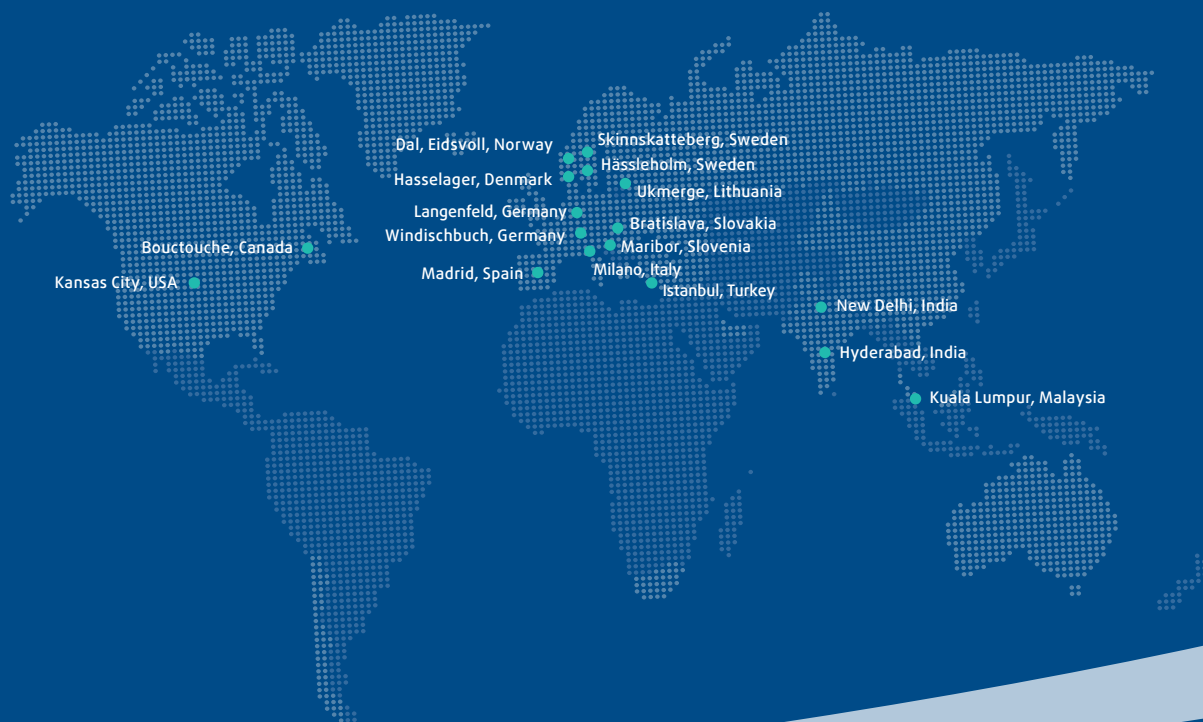 Skinnskatteberg, Sweden
Dal, Eidsvoll, Norway
Hässleholm, Sweden
Hasselager, Denmark
Ukmerge, Lithuania
Langenfeld, Germany
Bratislava, Slovakia
Windischbuch, Germany
Maribor, Slovenia
Bouctouche, Canada
Milano, Italy
Madrid, Spain
Kansas City, USA
Istanbul, Turkey
New Delhi, India
Hyderabad, India
Kuala Lumpur, Malaysia